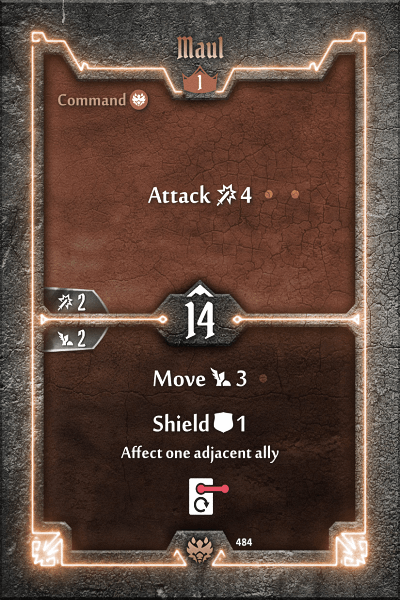 Maul
1
Command
Attack 4
2
14
2
Move 3
Shield 1
Affect one adjacent ally
484